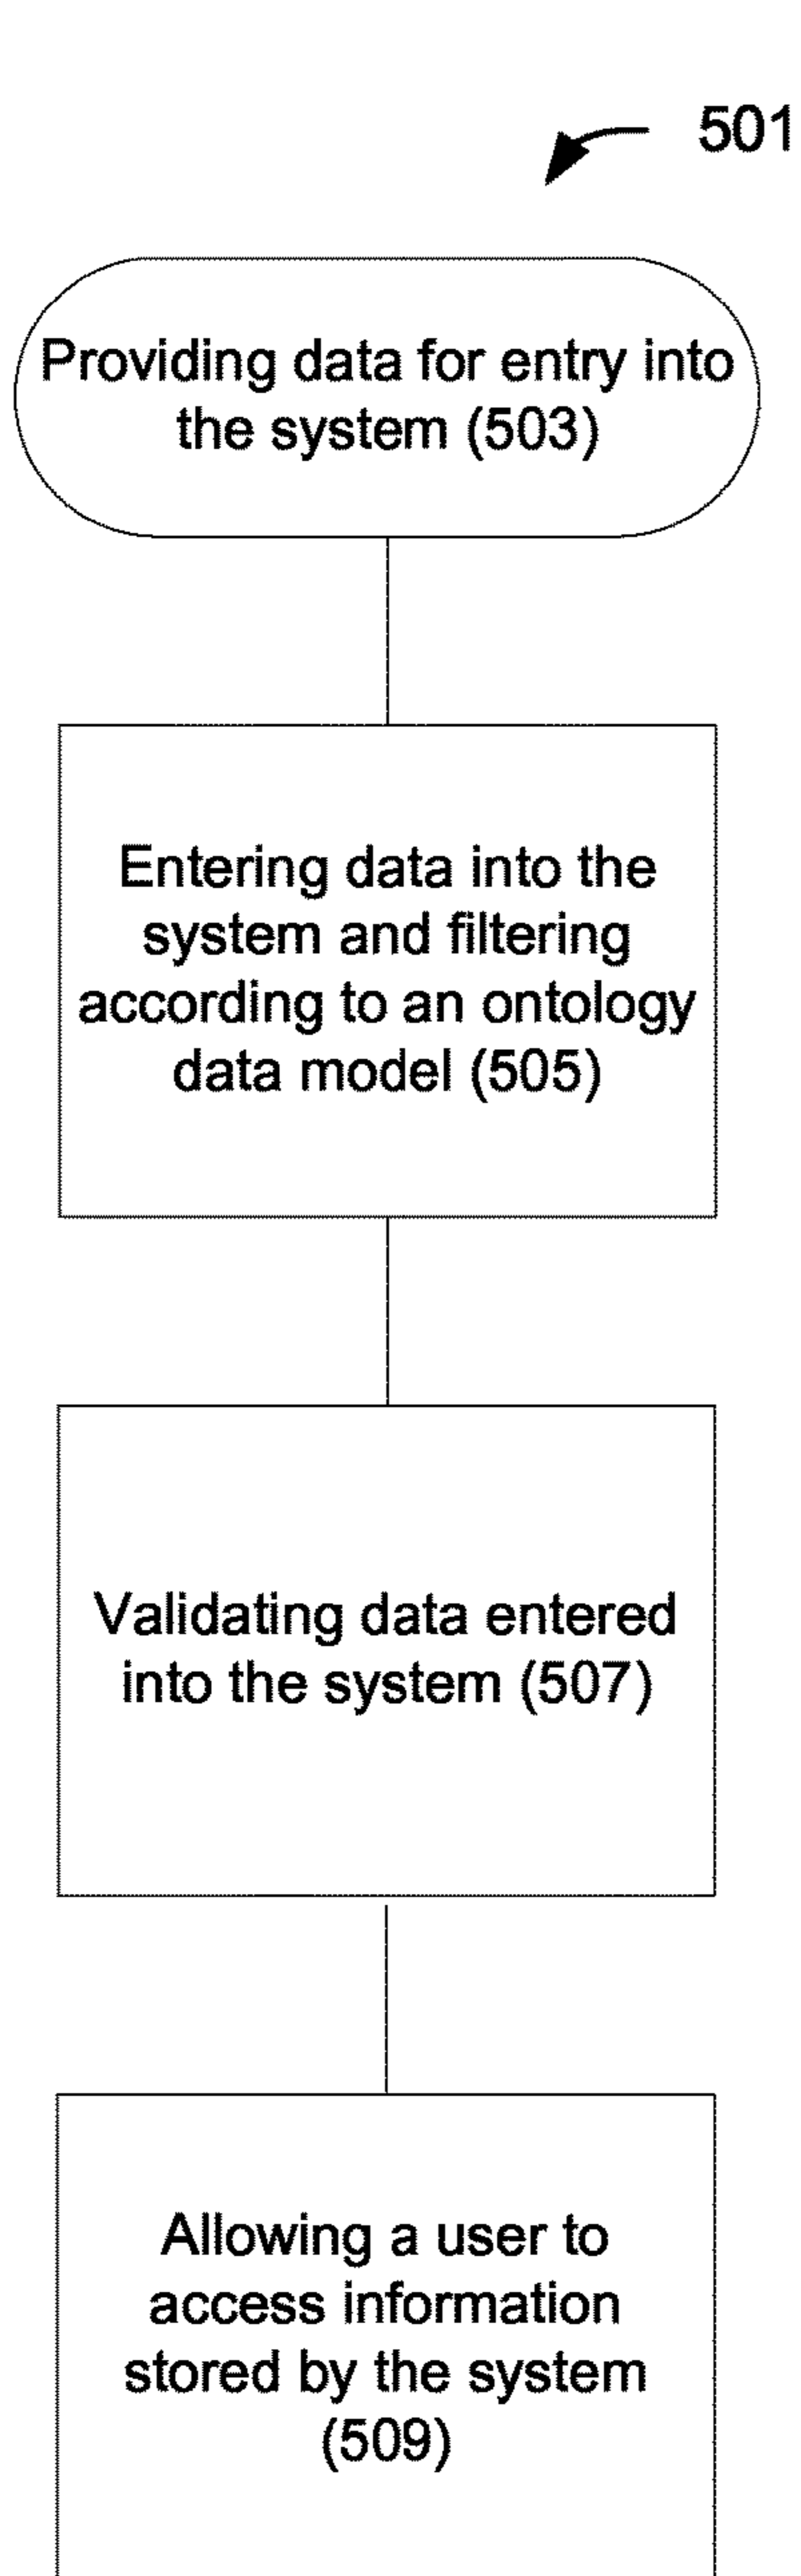 501
Providing data for entry into
the system (503)
Entering data into the
system and filtering
according to an ontology
data model (505)
Validating data entered
into the system (507)
Allowing a user to
access information
stored by the system
(509)